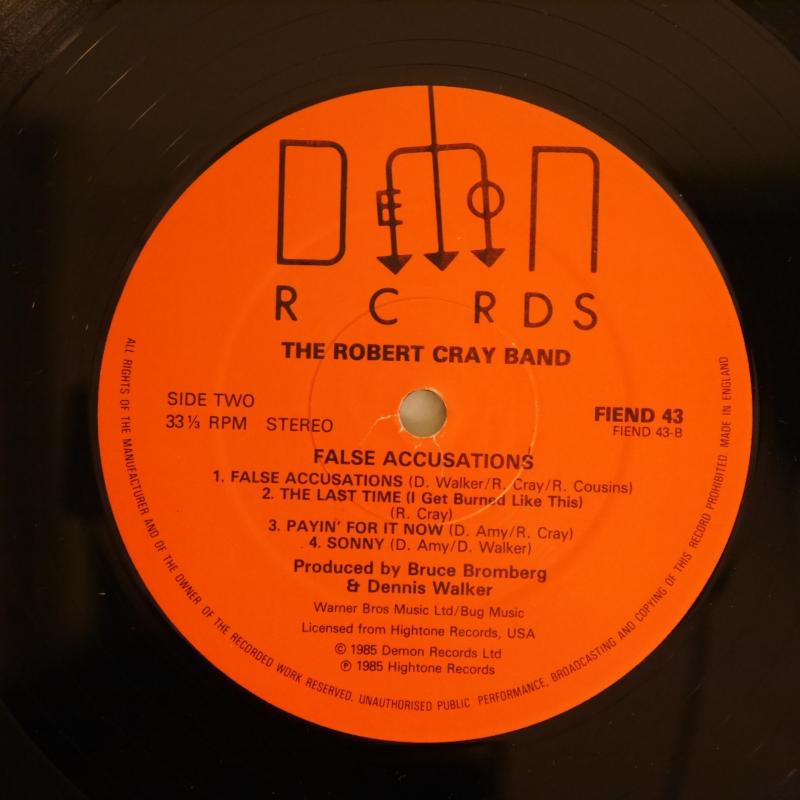 DEMON
R C RDS
THE ROBERT CRAY BAND
SIDE TWO
33 ⅓ RPM STEREO
FIEND 43
FIEND 43-B
FALSE ACCUSATIONS
1. FALSE ACCUSATIONS (D. Walker/R. Cray/R. Cousins)
2. THE LAST TIME (I Get Burned Like This)
(R. Cray)
3. PAYIN' FOR IT NOW (D. Amy/R. Cray)
4. SONNY (D. Amy/D. Walker)
Produced by Bruce Bromberg
& Dennis Walker
Warner Bros Music Ltd/Bug Music
Licensed from Hightone Records, USA
© 1985 Demon Records Ltd
℗ 1985 Hightone Records
ALL RIGHTS OF THE MANUFACTURER AND OF THE OWNER OF THE RECORDED WORK RESERVED. UNAUTHORISED PUBLIC PERFORMANCE, BROADCASTING AND COPYING OF THIS RECORD PROHIBITED. MADE IN ENGLAND